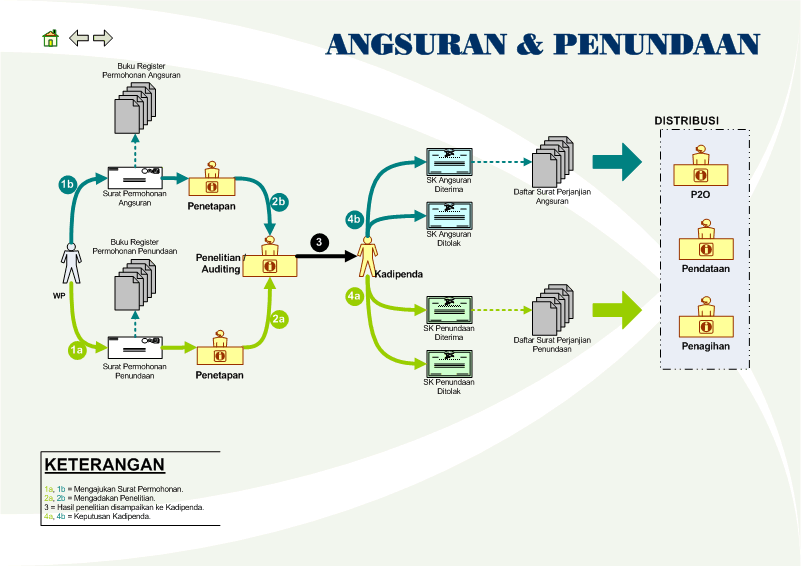 ANGSURAN & PENUNDAAN
Buku Register
Permohonan Angsuran
DISTRIBUSI
1b
Surat Permohonan
Angsuran
Penetapan
2b
SK Angsuran
Diterima
Daftar Surat Perjanjian
Angsuran
P2O
4b
SK Angsuran
Ditolak
Buku Register
Permohonan Penundaan
Penelitian
Auditing
3
Kadipenda
Pendataan
WP
4a
2a
SK Penundaan
Diterima
Daftar Surat Perjanjian
Penundaan
Penagihan
1a
Surat Permohonan
Penundaan
Penetapan
SK Penundaan
Ditolak
KETERANGAN
1a, 1b = Mengajukan Surat Permohonan.
2a, 2b = Mengadakan Penelitian.
3 = Hasil penelitian disampaikan ke Kadipenda.
4a, 4b = Keputusan Kadipenda.